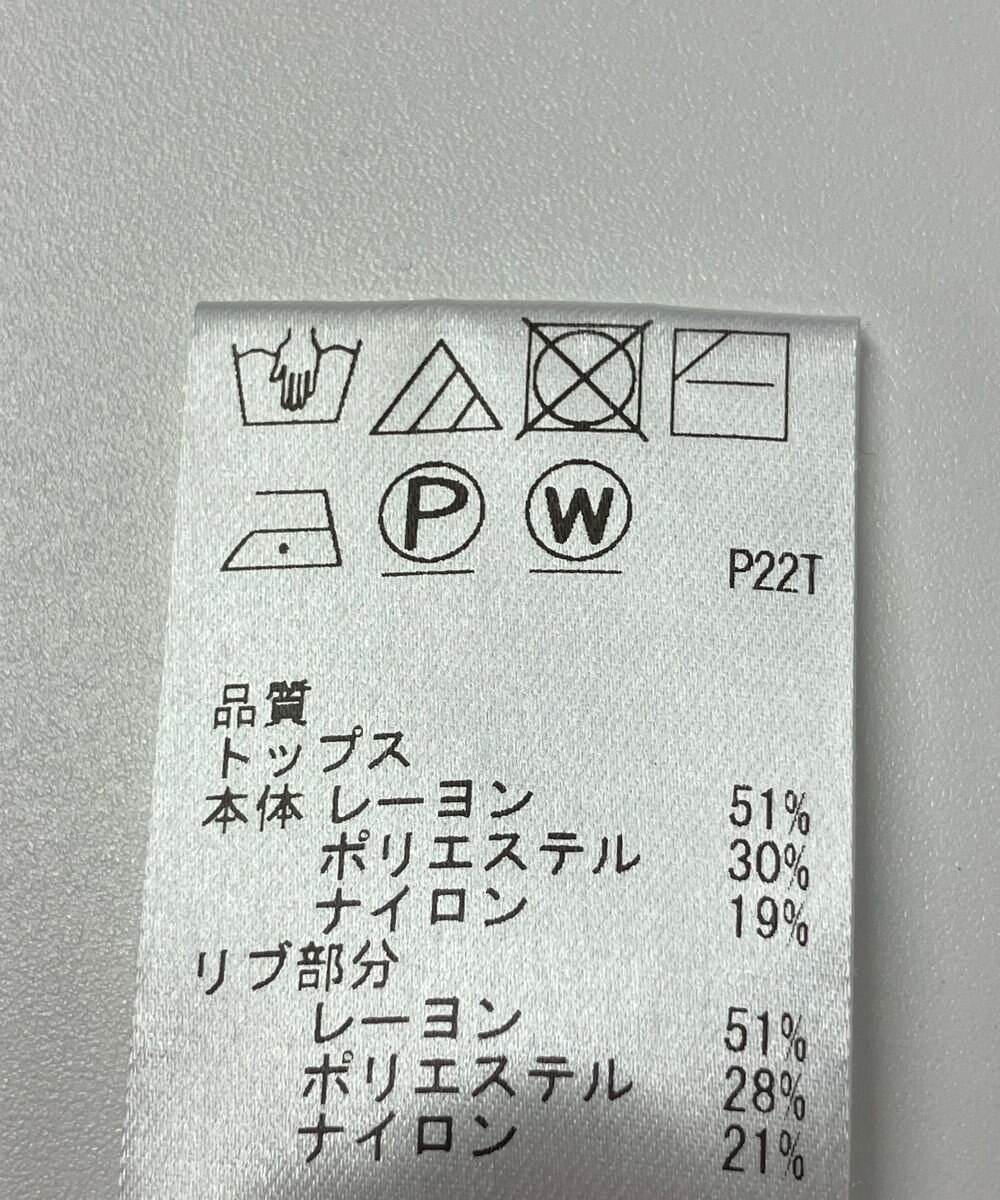 P W
P22T
品質
トップス
本体 レーヨン 51%
ポリエステル 30%
ナイロン 19%
リブ部分
レーヨン 51%
ポリエステル 28%
ナイロン 21%